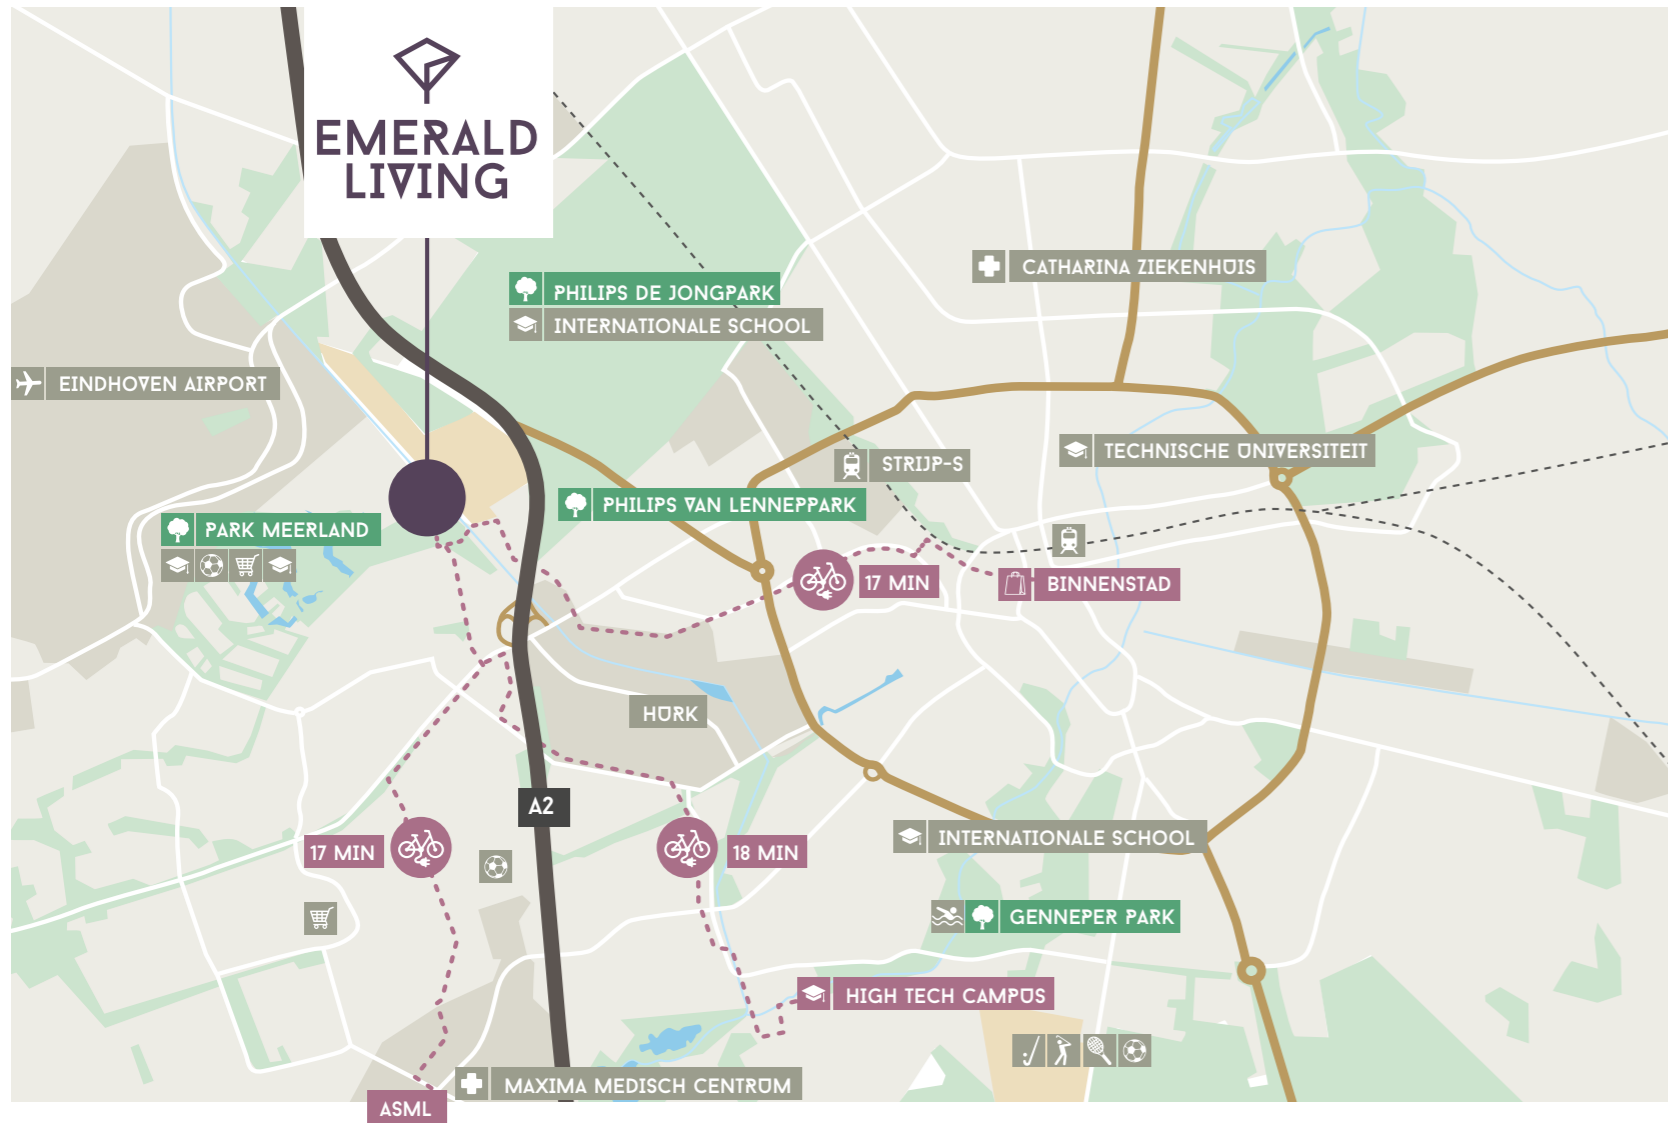 EMERALD
LIVING
CATHARINA ZIEKENHUIS
PHILIPS DE JONGPARK
INTERNATIONALE SCHOOL
EINDHOVEN AIRPORT
TECHNISCHE UNIVERSITEIT
STRIJP-S
PHILIPS VAN LENNEPPARK
PARK MEERLAND
17 MIN
BINNENSTAD
HURK
A2
17 MIN
18 MIN
INTERNATIONALE SCHOOL
GENNEPER PARK
HIGH TECH CAMPUS
MAXIMA MEDISCH CENTRUM
ASML